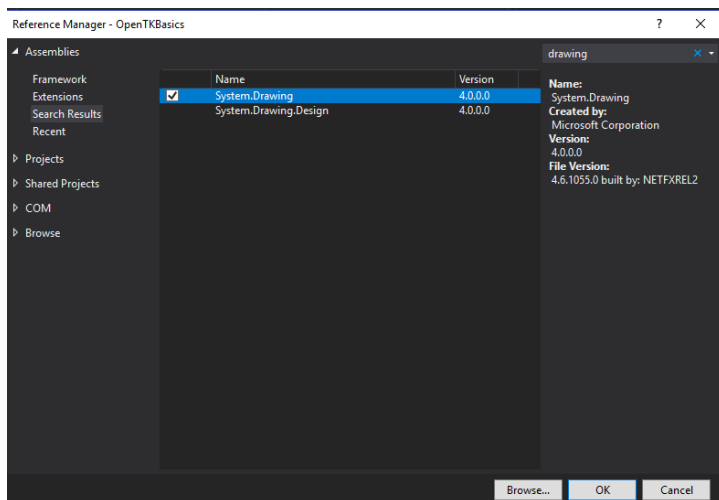 Reference Manager - OpenTKBasics ? ×
Assemblies
Framework
Extensions
Search Results
Recent
Projects
Shared Projects
COM
Browse
Name Version
System.Drawing 4.0.0.0
System.Drawing.Design 4.0.0.0
drawing
Name:
System.Drawing
Created by:
Microsoft Corporation
Version:
4.0.0.0
File Version:
4.6.1055.0 built by: NETFXREL2
Browse... OK Cancel